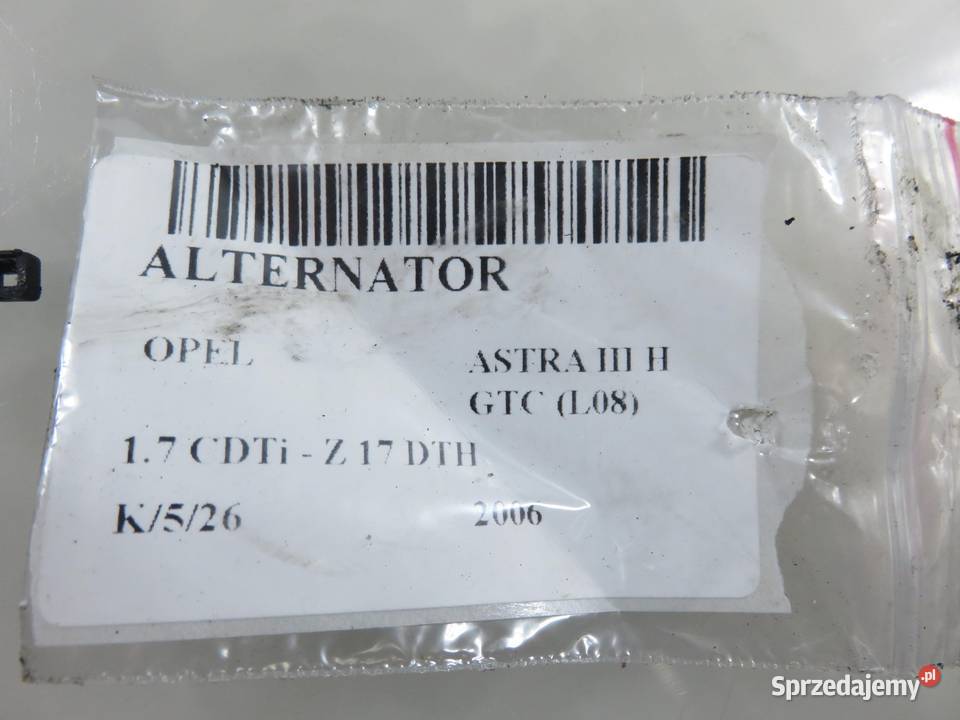 ALTERNATOR
OPEL
ASTRA III H
GTC (L08)
1.7 CDTi - Z 17 DTH
K/5/26
2006
Sprzedajemy.pl